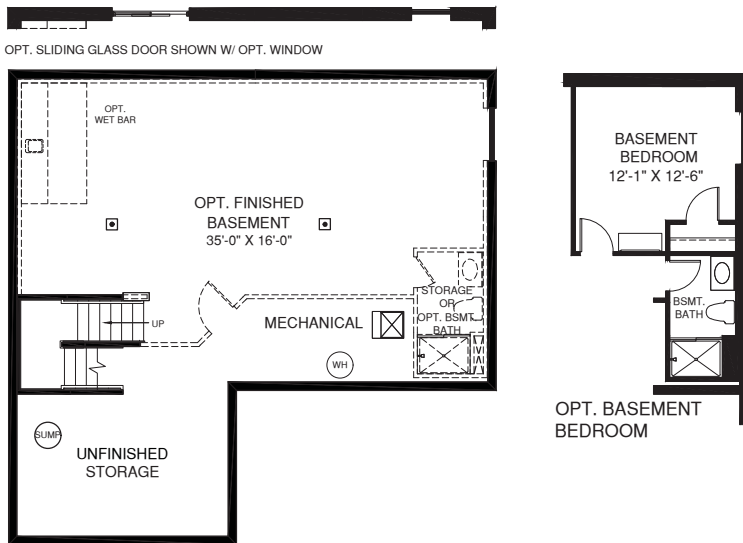 OPT. SLIDING GLASS DOOR SHOWN W/ OPT. WINDOW
OPT.
WET BAR
OPT. FINISHED
BASEMENT
35'-0" X 16'-0"
STORAGE
OR
OPT. BSMT.
BATH
UP
MECHANICAL
WH
SUMP
UNFINISHED
STORAGE
BASEMENT
BEDROOM
12'-1" X 12'-6"
BSMT.
BATH
OPT. BASEMENT
BEDROOM